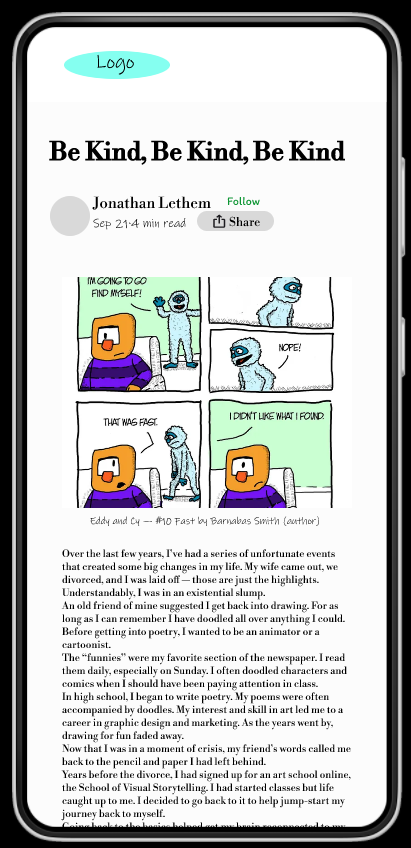 Logo
Be Kind, Be Kind, Be Kind
Jonathan Lethem Follow
Sep 21·4 min read Share
I'M GOING TO GO
FIND MYSELF!
NOPE!
THAT WAS FAST.
I DIDN'T LIKE WHAT I FOUND.
Eddy and Cy — #10 Fast by Barnabas Smith (author)
Over the last few years, I've had a series of unfortunate events
that created some big changes in my life. My wife came out, we
divorced, and I was laid off — those are just the highlights.
Understandably, I was in an existential slump.
An old friend of mine suggested I get back into drawing. For as
long as I can remember I have doodled all over anything I could.
Before getting into poetry, I wanted to be an animator or a
cartoonist.
The “funnies” were my favorite section of the newspaper. I read
them daily, especially on Sunday. I often doodled characters and
comics when I should have been paying attention in class.
In high school, I began to write poetry. My poems were often
accompanied by doodles. My interest and skill in art led me to a
career in graphic design and marketing. As the years went by,
drawing for fun faded away.
Now that I was in a moment of crisis, my friend's words called me
back to the pencil and paper I had left behind.
Years before the divorce, I had signed up for an art school online,
the School of Visual Storytelling. I had started classes but life
caught up to me. I decided to go back to it to help jump-start my
journey back to myself.
Going back to the basics helped get my brain reconnected to my